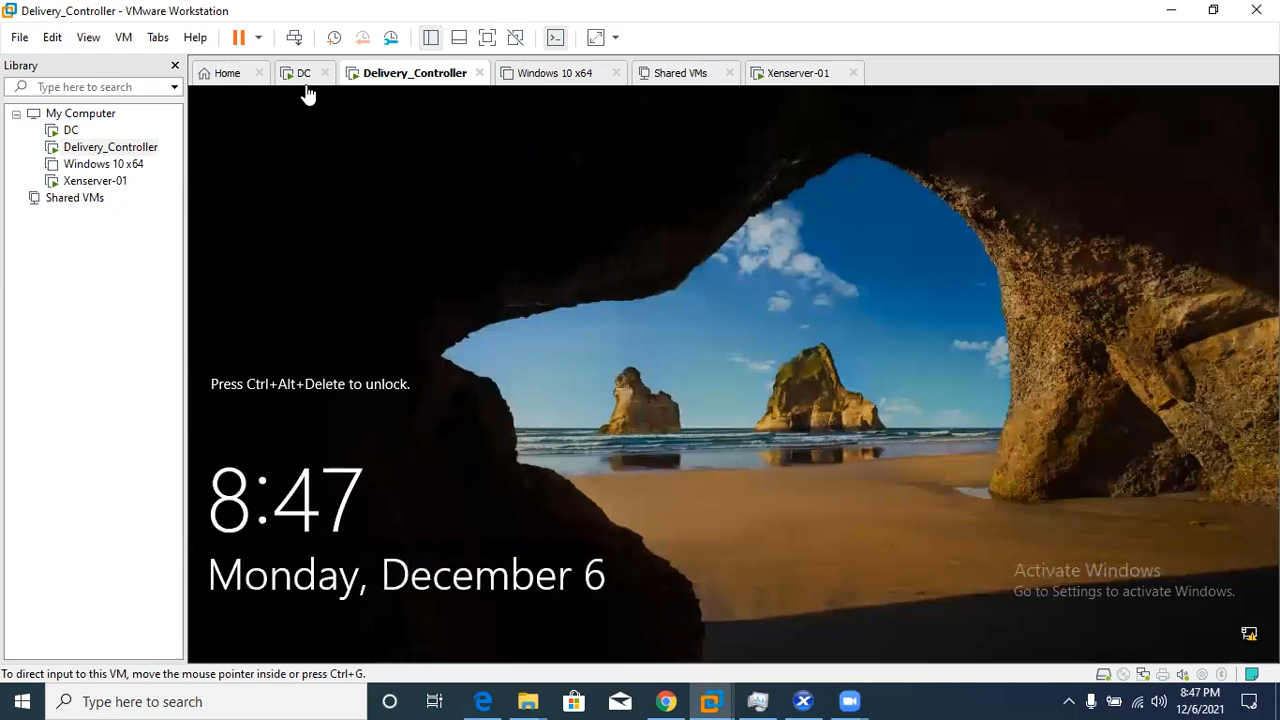 Delivery_Controller - VMware Workstation
File Edit View VM Tabs Help
Library
Type here to search
My Computer
DC
Delivery_Controller
Windows 10 x64
Xenserver-01
Shared VMs
Home DC Delivery_Controller Windows 10 x64 Shared VMs Xenserver-01
Press Ctrl+Alt+Delete to unlock.
8:47
Monday, December 6
Activate Windows
Go to Settings to activate Windows.
To direct input to this VM, move the mouse pointer inside or press Ctrl+G.
Type here to search
8:47 PM
12/6/2021